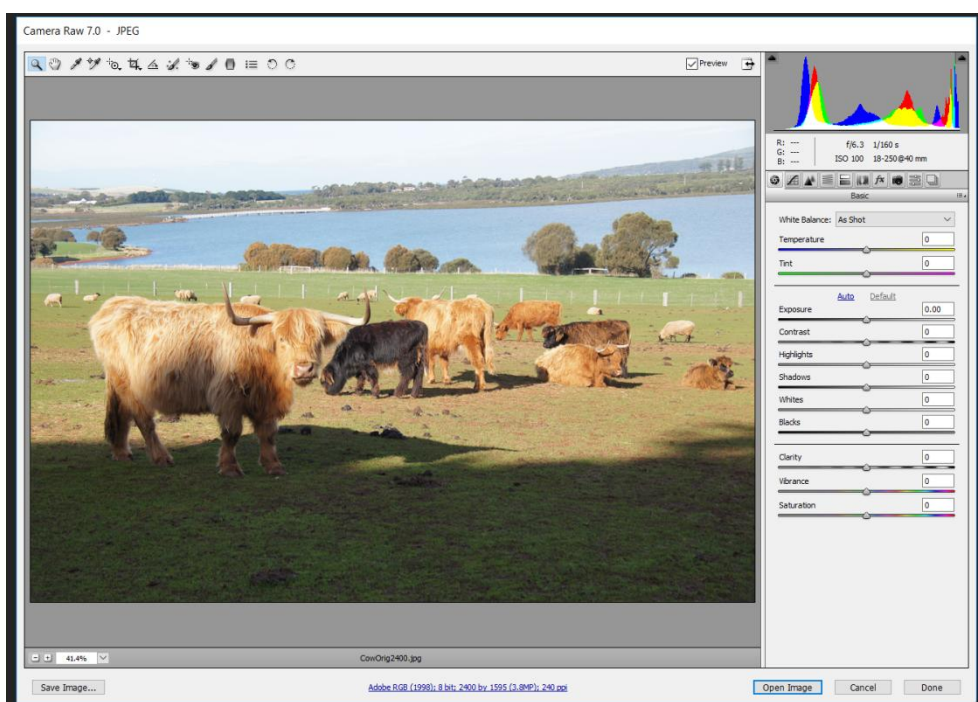 Camera Raw 7.0 - JPEG
Preview
R: ---
G: ---
B: ---
f/6.3 1/160 s
ISO 100 18-250@40 mm
fx
Basic
White Balance: As Shot
Temperature 0
Tint 0
Auto Default
Exposure 0.00
Contrast 0
Highlights 0
Shadows 0
Whites 0
Blacks 0
Clarity 0
Vibrance 0
Saturation 0
41.4% CowOrig2400.jpg
Save Image... Adobe RGB (1998); 8 bit; 2400 by 1595 (3.8MP); 240 ppi Open Image Cancel Done